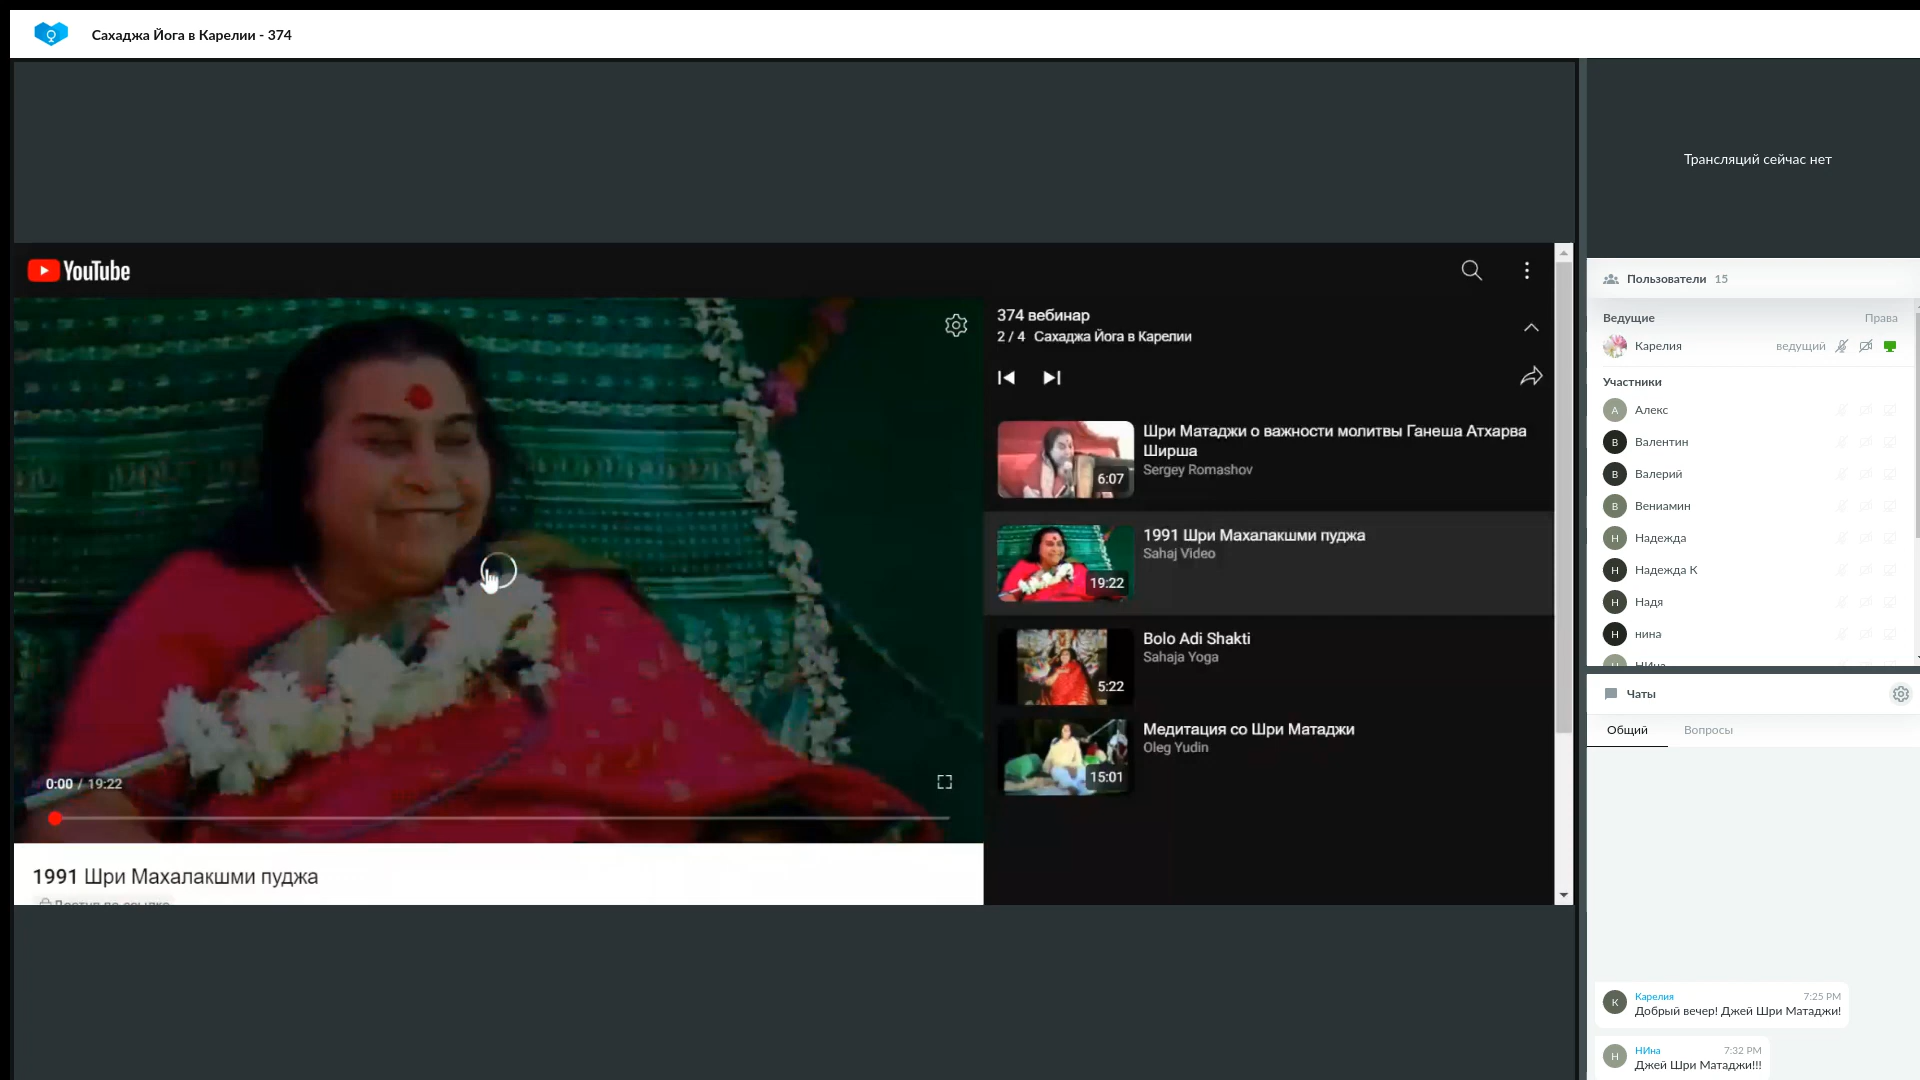 Сахаджа Йога в Карелии - 374
YouTube
0:00 / 19:22
1991 Шри Махалакшми пуджа
Доступ по ссылке
374 вебинар
2 / 4 Сахаджа Йога в Карелии
6:07
Шри Матаджи о важности молитвы Ганеша Атхарва
Ширша
Sergey Romashov
19:22
1991 Шри Махалакшми пуджа
Sahaj Video
5:22
Bolo Adi Shakti
Sahaja Yoga
15:01
Медитация со Шри Матаджи
Oleg Yudin
Трансляций сейчас нет
Пользователи 15
Ведущие Права
Карелия ведущий
Участники
А Алекс
В Валентин
В Валерий
В Вениамин
Н Надежда
Н Надежда К
Н Надя
Н нина
Н НИна
Чаты
Общий Вопросы
К Карелия 7:25 PM
Добрый вечер! Джей Шри Матаджи!
Н НИна 7:32 PM
Джей Шри Матаджи!!!